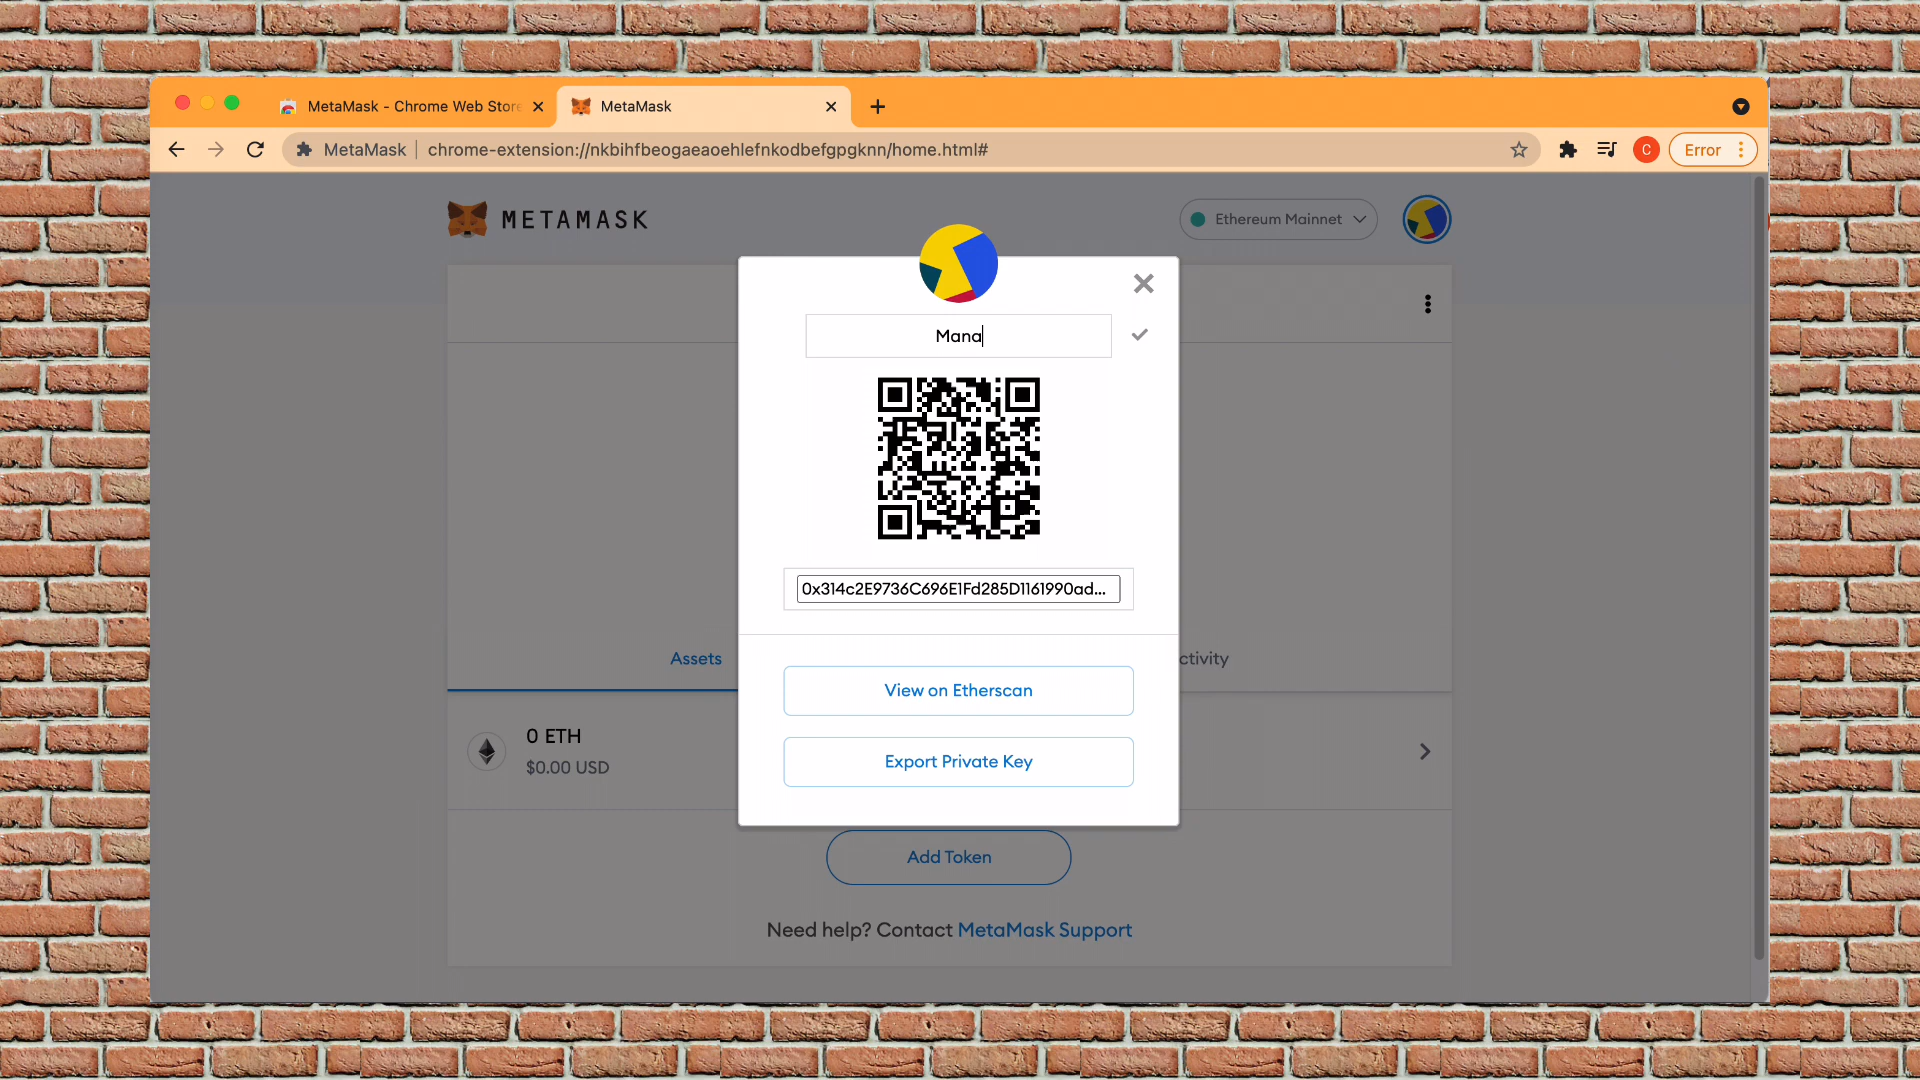 MetaMask - Chrome Web Store
MetaMask
MetaMask
chrome-extension://nkbihfbeogaeaoehlefnkodbefgpgknn/home.html#
C
Error
METAMASK
Ethereum Mainnet
Mana
0x314c2E9736C696E1Fd285D1161990ad...
Assets
ctivity
View on Etherscan
0 ETH
$0.00 USD
Export Private Key
Add Token
Need help? Contact MetaMask Support